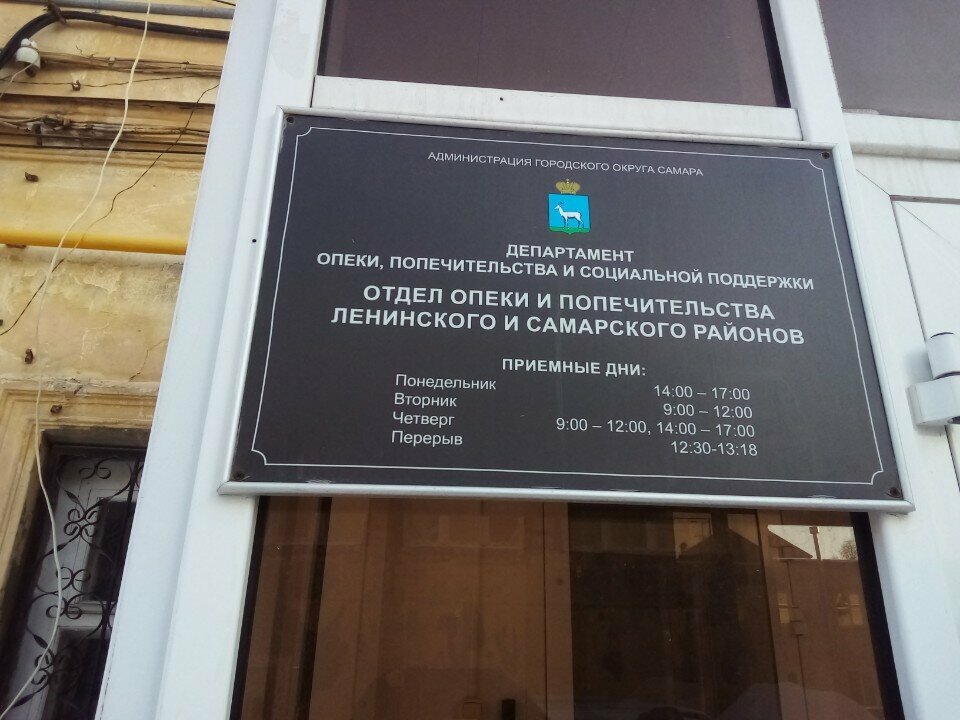 АДМИНИСТРАЦИЯ ГОРОДСКОГО ОКРУГА САМАРА
ДЕПАРТАМЕНТ
ОПЕКИ, ПОПЕЧИТЕЛЬСТВА И СОЦИАЛЬНОЙ ПОДДЕРЖКИ
ОТДЕЛ ОПЕКИ И ПОПЕЧИТЕЛЬСТВА
ЛЕНИНСКОГО И САМАРСКОГО РАЙОНОВ
ПРИЕМНЫЕ ДНИ:
Понедельник 14:00 – 17:00
Вторник 9:00 – 12:00
Четверг 9:00 – 12:00, 14:00 – 17:00
Перерыв 12:30-13:18